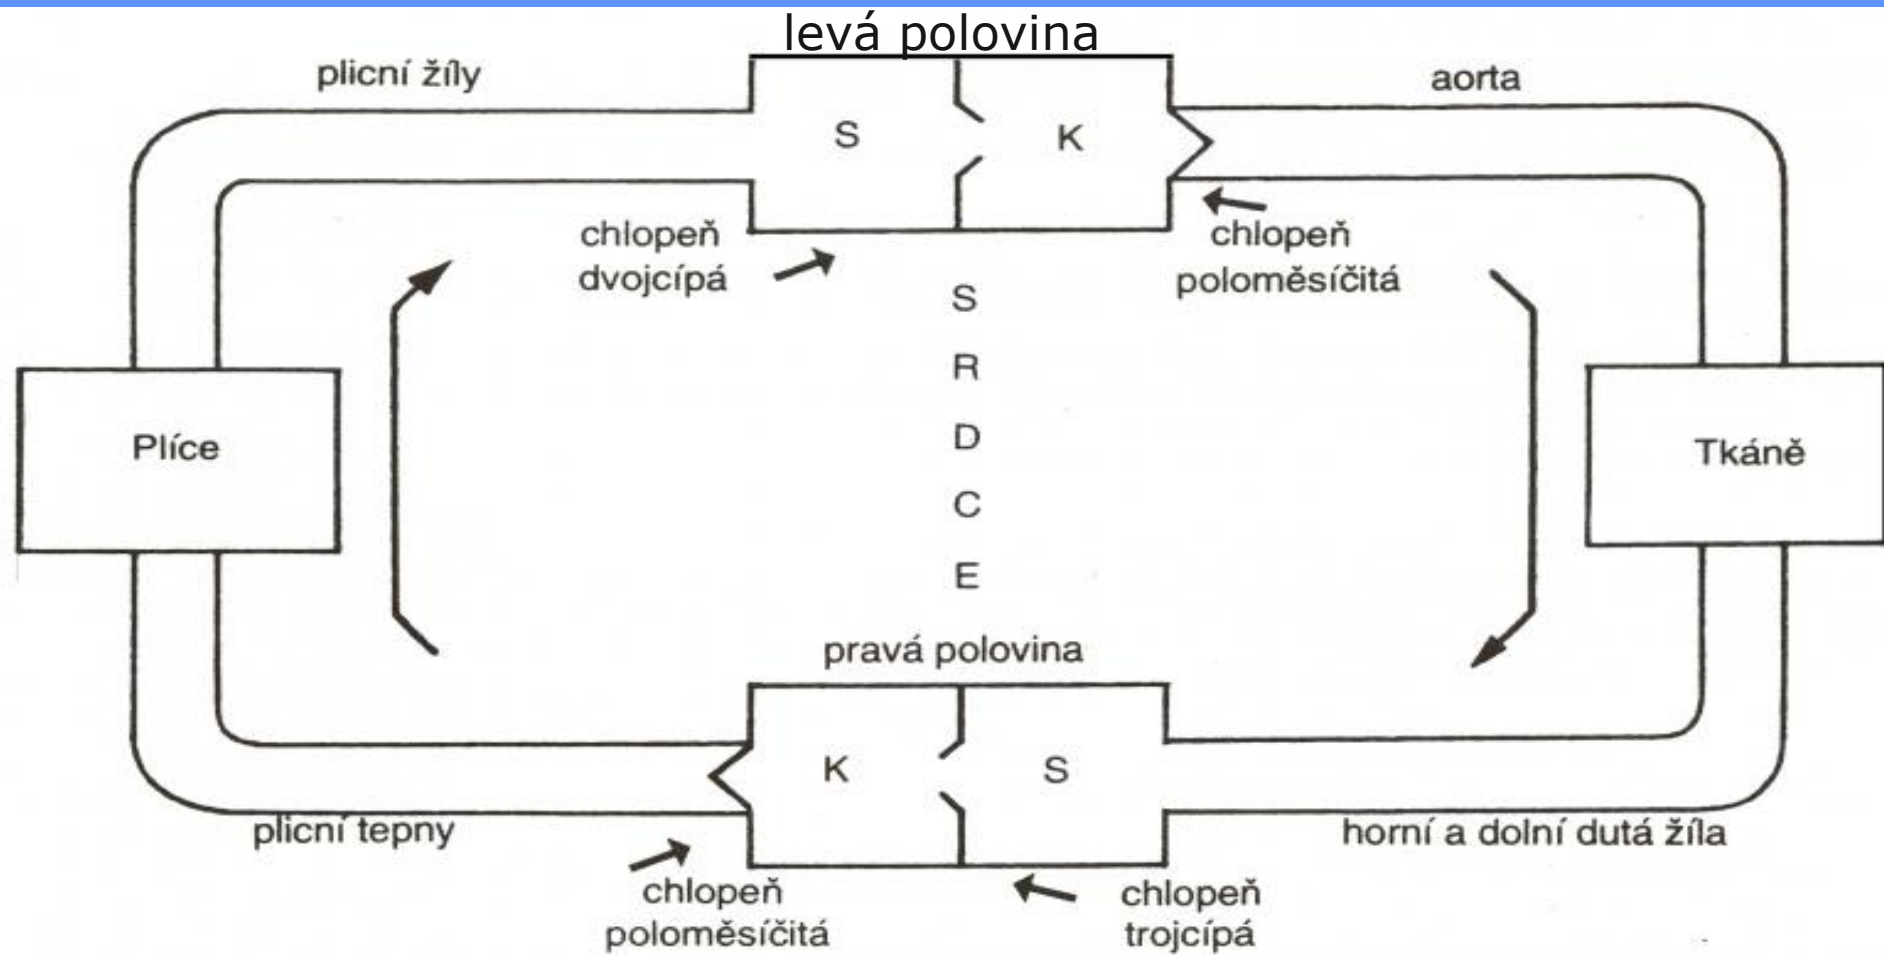 levá polovina
plicní žíly
aorta
S
K
chlopeň
dvojcípá
chlopeň
poloměsíčitá
S
R
D
C
E
Plíce
Tkáně
pravá polovina
K
S
plicní tepny
horní a dolní dutá žíla
chlopeň
poloměsíčitá
chlopeň
trojcípá